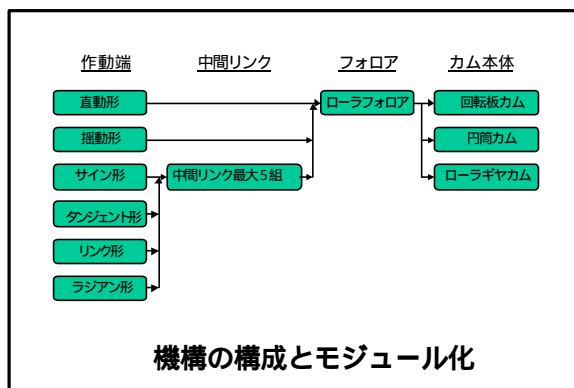 作動端 中間リンク フォロア カム本体
直動形 ローラフォロア 回転板カム
揺動形 円筒カム
サイン形 中間リンク最大5組 ローラギヤカム
タンジェント形
リンク形
ラジアン形
機構の構成とモジュール化